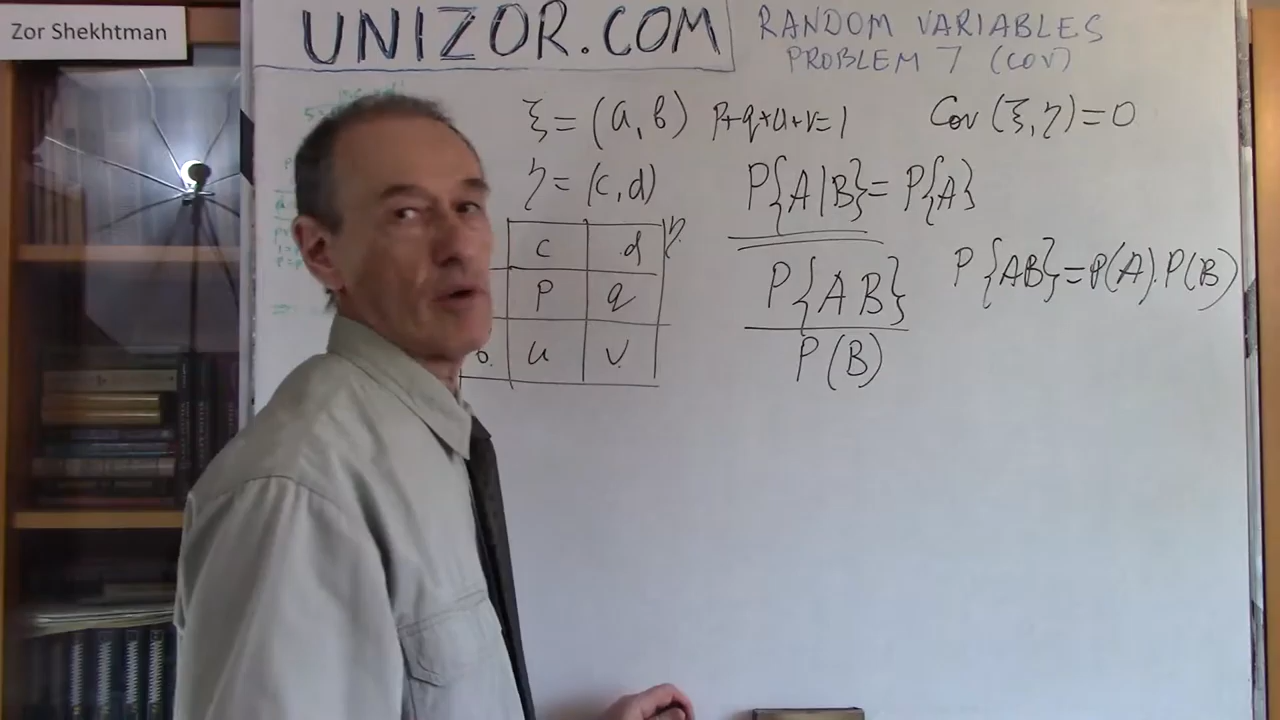 Zor Shekhtman
UNIZOR.COM
RANDOM VARIABLES
PROBLEM 7 (COV)
ξ = (a, b) p+q+u+v=1 Cov (ξ, η) = 0
η = (c, d)
P{A|B} = P{A}
c d η
p q
b u v
P{AB}
P(B)
P{AB} = P(A).P(B)